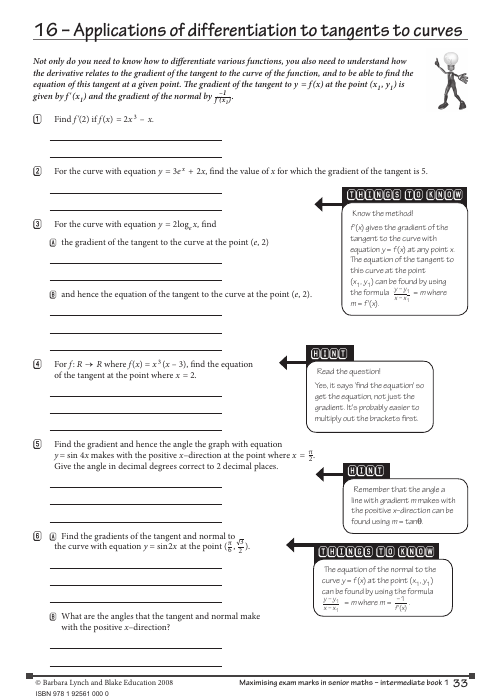 16 – Applications of differentiation to tangents to curves
Not only do you need to know how to differentiate various functions, you also need to understand how
the derivative relates to the gradient of the tangent to the curve of the function, and to be able to find the
equation of this tangent at a given point. The gradient of the tangent to y = f(x) at the point (x₁, y₁) is
given by f′(x₁) and the gradient of the normal by −1/f′(x₁).
1 Find f′(2) if f(x) = 2x³ – x.
2 For the curve with equation y = 3eˣ + 2x, find the value of x for which the gradient of the tangent is 5.
THINGS TO KNOW
Know the method!
f′(x) gives the gradient of the
tangent to the curve with
equation y = f(x) at any point x.
The equation of the tangent to
this curve at the point
(x₁, y₁) can be found by using
the formula y − y₁/x − x₁ = m where
m = f′(x).
3 For the curve with equation y = 2logₑx, find
A the gradient of the tangent to the curve at the point (e, 2)
B and hence the equation of the tangent to the curve at the point (e, 2).
4 For f: R → R where f(x) = x³(x – 3), find the equation
of the tangent at the point where x = 2.
HINT
Read the question!
Yes, it says ‘find the equation’ so
get the equation, not just the
gradient. It’s probably easier to
multiply out the brackets first.
5 Find the gradient and hence the angle the graph with equation
y = sin 4x makes with the positive x–direction at the point where x = π/2.
Give the angle in decimal degrees correct to 2 decimal places.
HINT
Remember that the angle a
line with gradient m makes with
the positive x-direction can be
found using m = tanθ.
6 A Find the gradients of the tangent and normal to
the curve with equation y = sin2x at the point (π/6, √3/2).
THINGS TO KNOW
The equation of the normal to the
curve y = f(x) at the point (x₁, y₁)
can be found by using the formula
y − y₁/x − x₁ = m where m = −1/f′(x).
B What are the angles that the tangent and normal make
with the positive x–direction?
© Barbara Lynch and Blake Education 2008
Maximising exam marks in senior maths – intermediate book 1 33
ISBN 978 1 92561 000 0